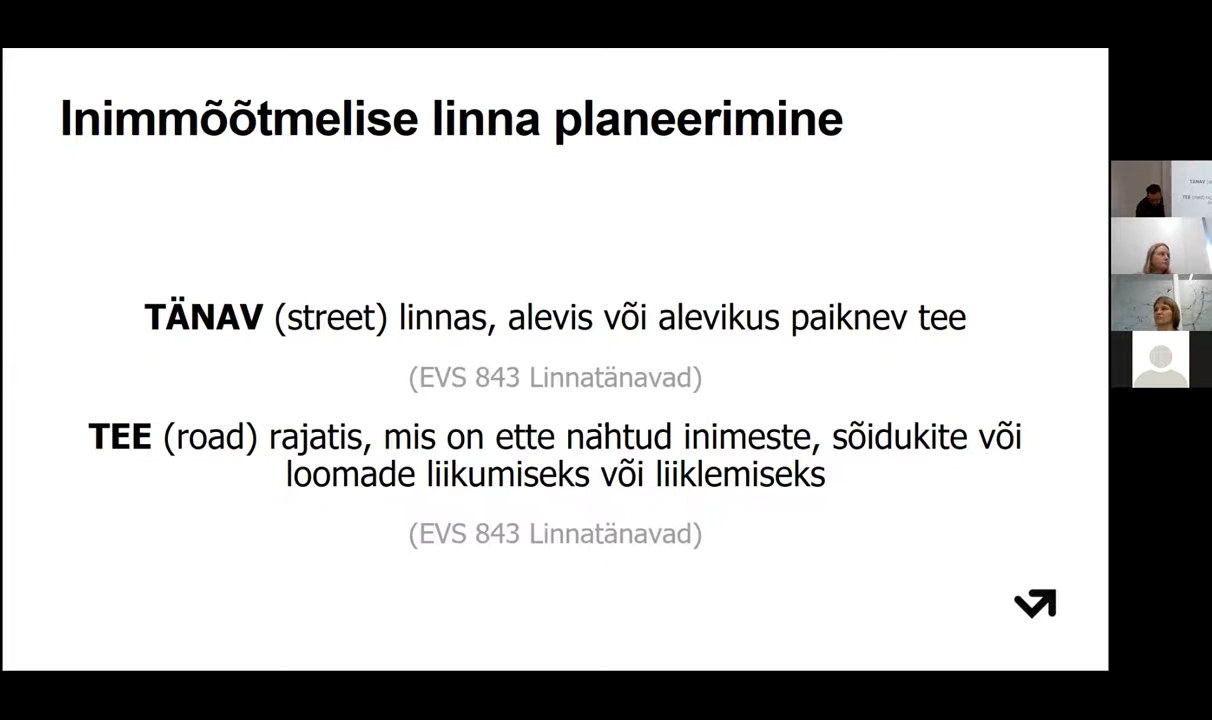 Inimmõõtmelise linna planeerimine
TÄNAV (street) linnas, alevis või alevikus paiknev tee
(EVS 843 Linnatänavad)
TEE (road) rajatis, mis on ette nähtud inimeste, sõidukite või
loomade liikumiseks või liiklemiseks
(EVS 843 Linnatänavad)